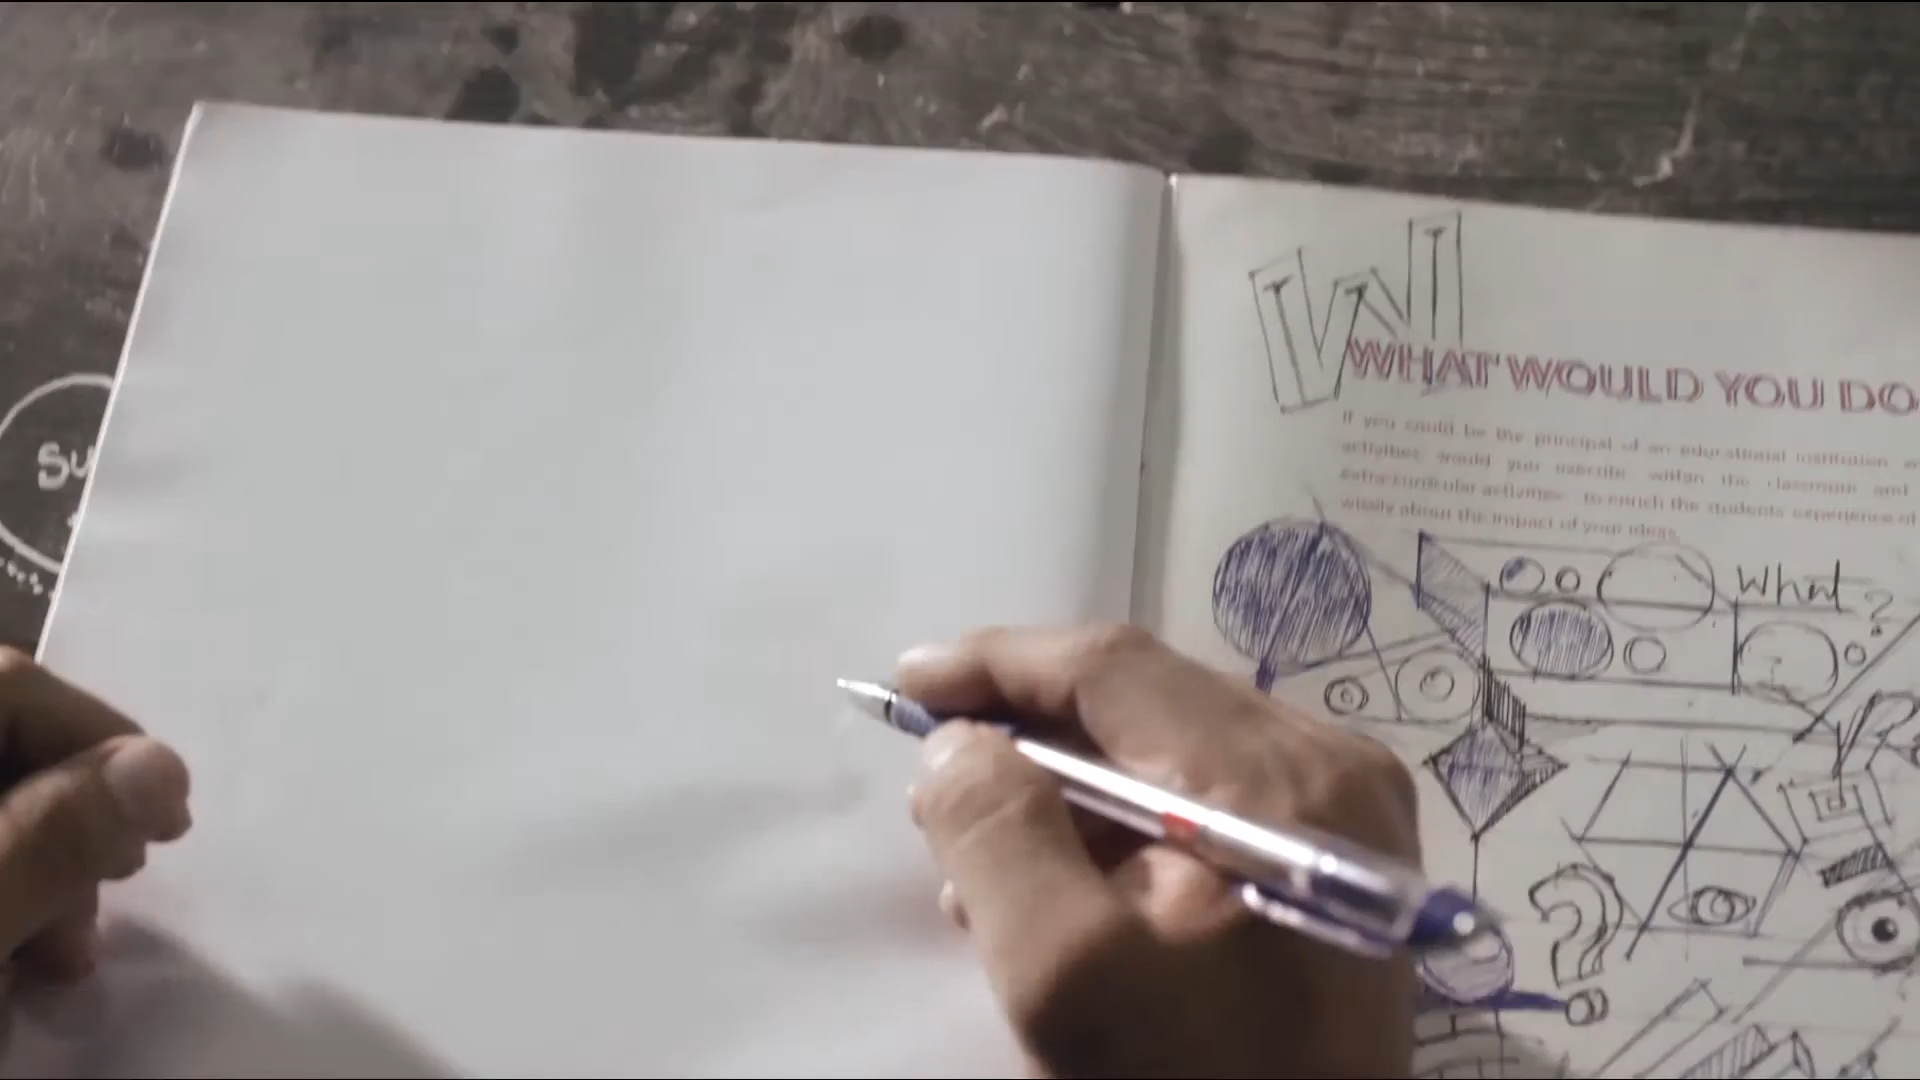 Su
W
WHAT WOULD YOU DO
If you could be the principal of an educational institution
activities would you execute within the classroom and
extracurricular activities to enrich the students experience of
wisely about the impact of your ideas.
What ?
?